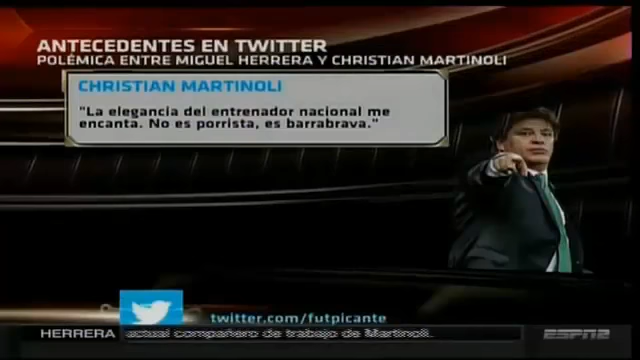 ANTECEDENTES EN TWITTER
POLÉMICA ENTRE MIGUEL HERRERA Y CHRISTIAN MARTINOLI
CHRISTIAN MARTINOLI
"La elegancia del entrenador nacional me
encanta. No es porrista, es barrabrava."
twitter.com/futpicante
HERRERA actual compañero de trabajo de Martinoli. ESPN2